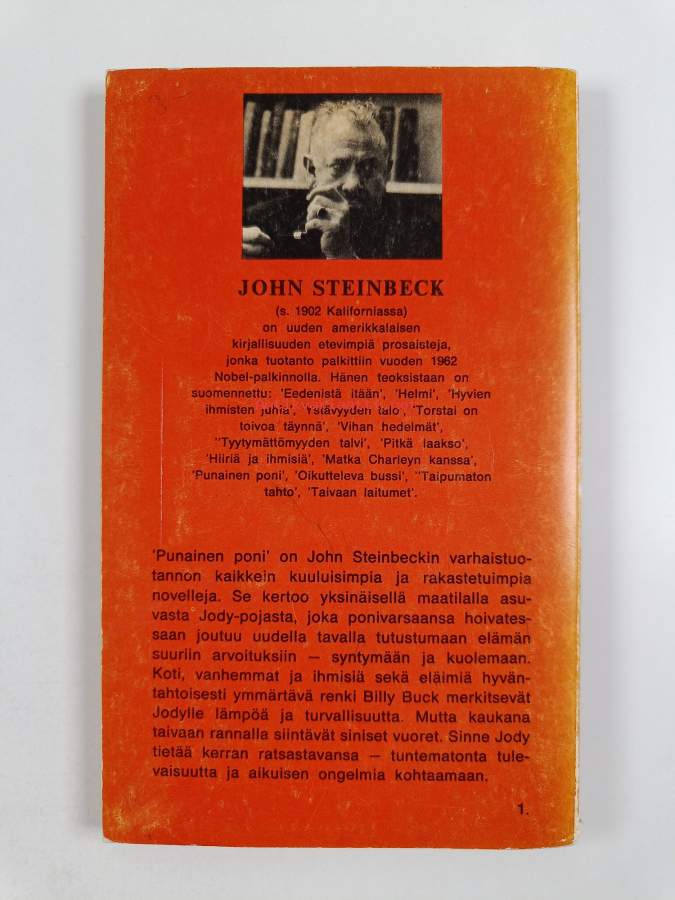 JOHN STEINBECK
(s. 1902 Kaliforniassa)
on uuden amerikkalaisen
kirjallisuuden etevimpiä prosaisteja,
jonka tuotanto palkittiin vuoden 1962
Nobel-palkinnolla. Hänen teoksistaan on
suomennettu: 'Eedenistä itään', 'Helmi', 'Hyvien
ihmisten juhla', 'Ystävyyden talo', 'Torstai on
toivoa täynnä', 'Vihan hedelmät',
'Tyytymättömyyden talvi', 'Pitkä laakso',
'Hiiriä ja ihmisiä', 'Matka Charleyn kanssa',
'Punainen poni', 'Oikutteleva bussi', 'Taipumaton
tahto', 'Taivaan laitumet'.
'Punainen poni' on John Steinbeckin varhaistuo-
tannon kaikkein kuuluisimpia ja rakastetuimpia
novelleja. Se kertoo yksinäisellä maatilalla asu-
vasta Jody-pojasta, joka ponivarsaansa hoivates-
saan joutuu uudella tavalla tutustumaan elämän
suuriin arvoituksiin — syntymään ja kuolemaan.
Koti, vanhemmat ja ihmisiä sekä eläimiä hyvän-
tahtoisesti ymmärtävä renki Billy Buck merkitsevät
Jodylle lämpöä ja turvallisuutta. Mutta kaukana
taivaan rannalla siintävät siniset vuoret. Sinne Jody
tietää kerran ratsastavansa — tuntematonta tule-
vaisuutta ja aikuisen ongelmia kohtaamaan.
1.